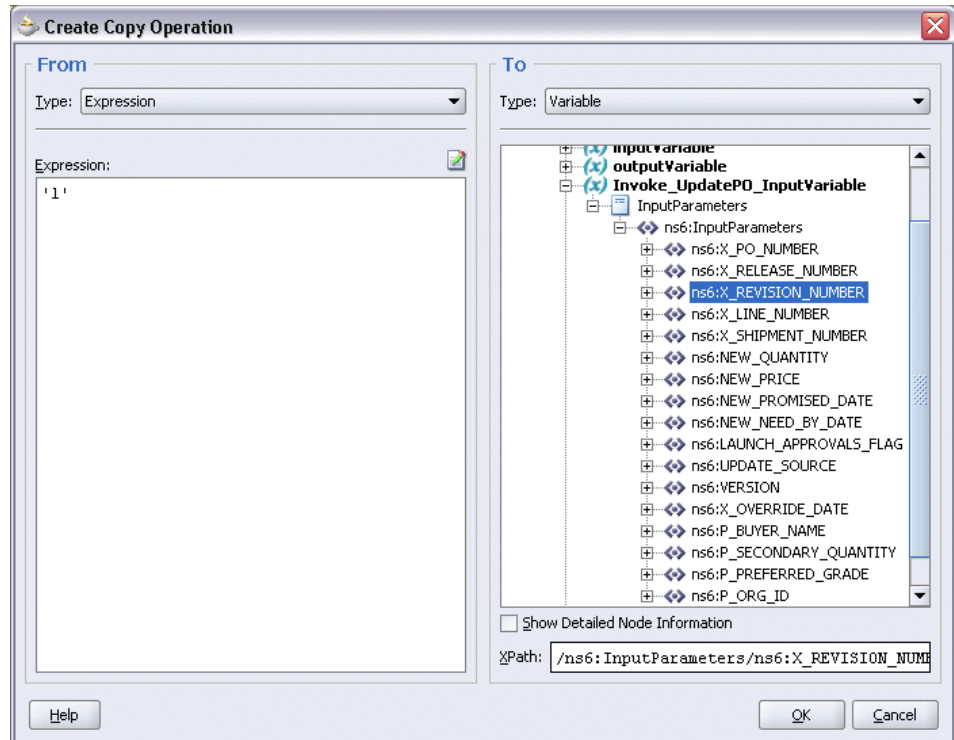 Create Copy Operation
From
Type: Expression
Expression:
'1'
To
Type: Variable
(x) inputVariable
(x) outputVariable
(x) Invoke_UpdatePO_InputVariable
InputParameters
ns6:InputParameters
ns6:X_PO_NUMBER
ns6:X_RELEASE_NUMBER
ns6:X_REVISION_NUMBER
ns6:X_LINE_NUMBER
ns6:X_SHIPMENT_NUMBER
ns6:NEW_QUANTITY
ns6:NEW_PRICE
ns6:NEW_PROMISED_DATE
ns6:NEW_NEED_BY_DATE
ns6:LAUNCH_APPROVALS_FLAG
ns6:UPDATE_SOURCE
ns6:VERSION
ns6:X_OVERRIDE_DATE
ns6:P_BUYER_NAME
ns6:P_SECONDARY_QUANTITY
ns6:P_PREFERRED_GRADE
ns6:P_ORG_ID
Show Detailed Node Information
XPath: /ns6:InputParameters/ns6:X_REVISION_NUME
Help
OK
Cancel